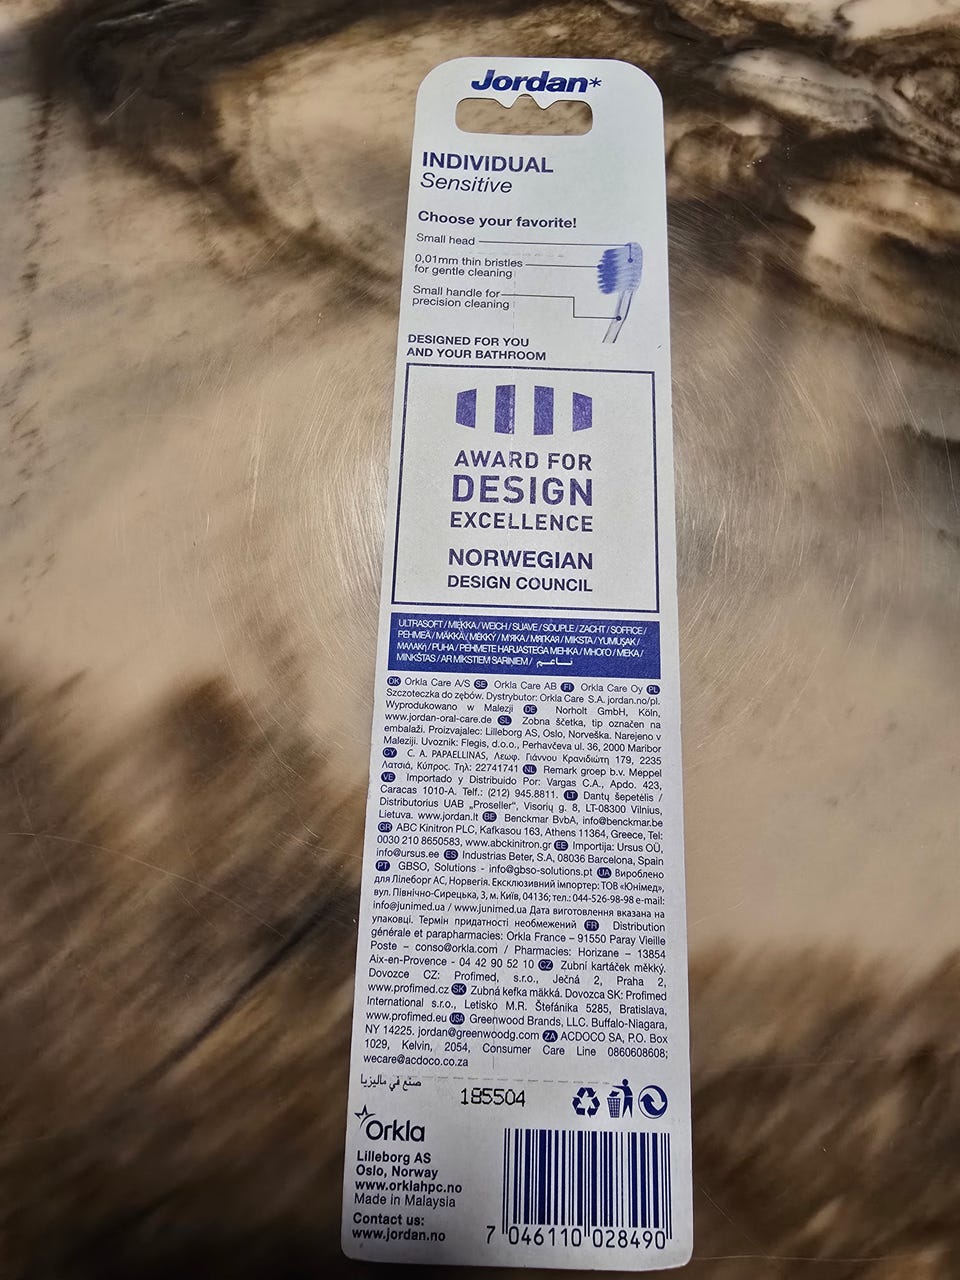 Jordan*
INDIVIDUAL
Sensitive
Choose your favorite!
Small head
0,01mm thin bristles
for gentle cleaning
Small handle for
precision cleaning
DESIGNED FOR YOU
AND YOUR BATHROOM
AWARD FOR
DESIGN
EXCELLENCE
NORWEGIAN
DESIGN COUNCIL
ULTRASOFT / MIĘKKA / WEICH / SUAVE / SOUPLE / ZACHT / SOFFICE /
PEHMEÄ / MÄKKÄ / MĚKKÝ / М'ЯКА / МЯГКАЯ / MIKSTA / YUMUŞAK /
ΜΑΛΑΚή / PUHA / PEHMETE HARJASTEGA МЕНКА / МНОГО / МЕКА /
MINKŠTAS / AR MIKSTIEM SARINIEM / ناعم
DK Orkla Care A/S SE Orkla Care AB FI Orkla Care Oy PL
Szczoteczka do zębów. Dystrybutor: Orkla Care S.A. jordan.no/pl.
Wyprodukowano w Malezji DE Norholt GmbH, Köln,
www.jordan-oral-care.de SL Zobna ščetka, tip označen na
embalaži. Proizvajalec: Lilleborg AS, Oslo, Norveška. Narejeno v
Maleziji. Uvoznik: Flegis, d.o.o., Perhavčeva ul. 36, 2000 Maribor
CY C. A. PAPAELLINAS, Λεωφ. Γιάννου Κρανιδιώτη 179, 2235
Λατσιά, Κύπρος. Τηλ: 22741741 NL Remark groep b.v. Meppel
VE Importado y Distribuido Por: Vargas C.A., Apdo. 423,
Caracas 1010-A. Telf.: (212) 945.8811. LT Dantų šepetėlis /
Distributorius UAB „Proseller“, Visorių g. 8, LT-08300 Vilnius,
Lietuva. www.jordan.lt BE Benckmar BvbA, info@benckmar.be
GR ABC Kinitron PLC, Kafkasou 163, Athens 11364, Greece, Tel:
0030 210 8650583, www.abckinitron.gr EE Importija: Ursus OÜ,
info@ursus.ee ES Industrias Beter, S.A, 08036 Barcelona, Spain
PT GBSO, Solutions - info@gbso-solutions.pt UA Вироблено
для Лілеборг АС, Норвегія. Ексклюзивний імпортер: ТОВ «Юнімед»,
вул. Північно-Сирецька, 3, м. Київ, 04136; тел.: 044-526-98-98 e-mail:
info@junimed.ua / www.junimed.ua Дата виготовлення вказана на
упаковці. Термін придатності необмежений FR Distribution
générale et parapharmacies: Orkla France – 91550 Paray Vieille
Poste – conso@orkla.com / Pharmacies: Horizane – 13854
Aix-en-Provence - 04 42 90 52 10 CZ Zubní kartáček měkký.
Dovozce CZ: Profimed, s.r.o., Ječná 2, Praha 2,
www.profimed.cz SK Zubná kefka mäkká. Dovozca SK: Profimed
International s.r.o., Letisko M.R. Štefánika 5285, Bratislava,
www.profimed.eu USA Greenwood Brands, LLC. Buffalo-Niagara,
NY 14225. jordan@greenwoodg.com ZA ACDOCO SA, P.O. Box
1029, Kelvin, 2054, Consumer Care Line 0860608608;
wecare@acdoco.co.za
صنع في ماليزيا
185504
Orkla
Lilleborg AS
Oslo, Norway
www.orklahpc.no
Made in Malaysia
Contact us:
www.jordan.no
7 046110 028490